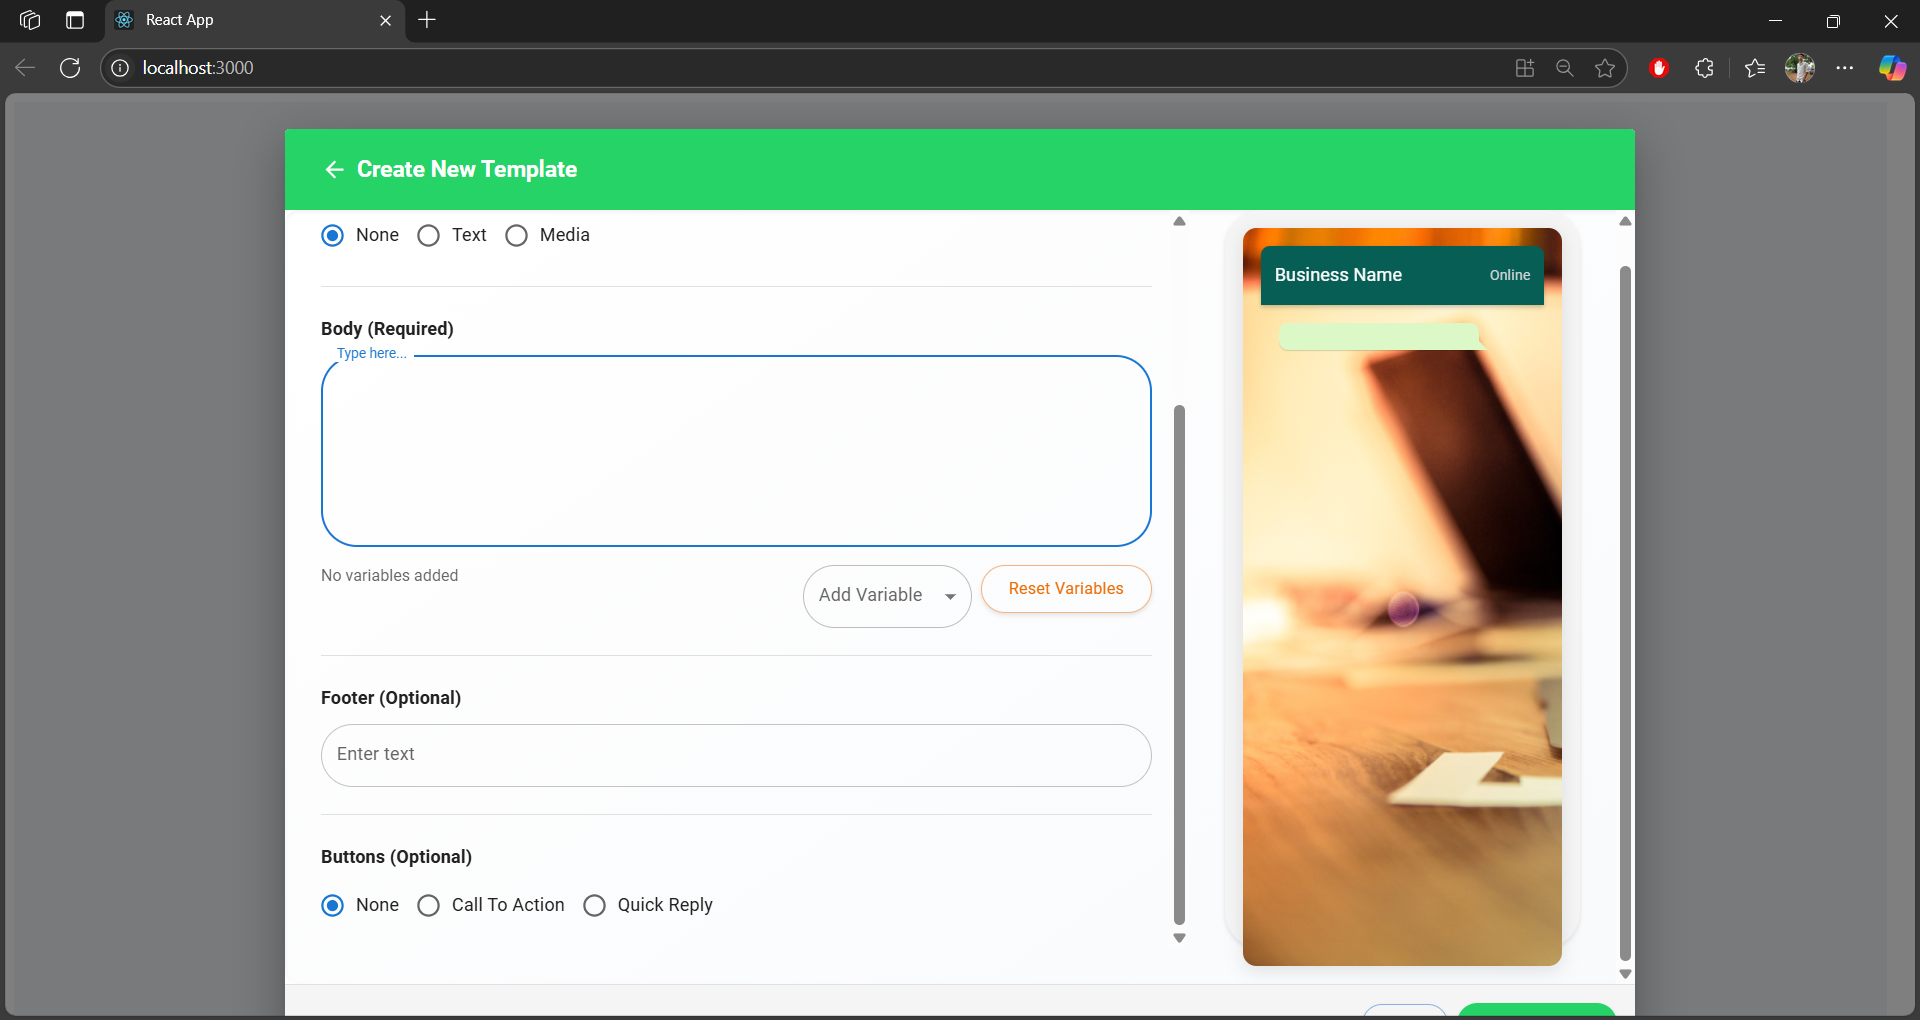 React App
localhost:3000
Create New Template
None Text Media
Body (Required)
Type here...
No variables added
Add Variable
Reset Variables
Footer (Optional)
Enter text
Buttons (Optional)
None Call To Action Quick Reply
Business Name Online